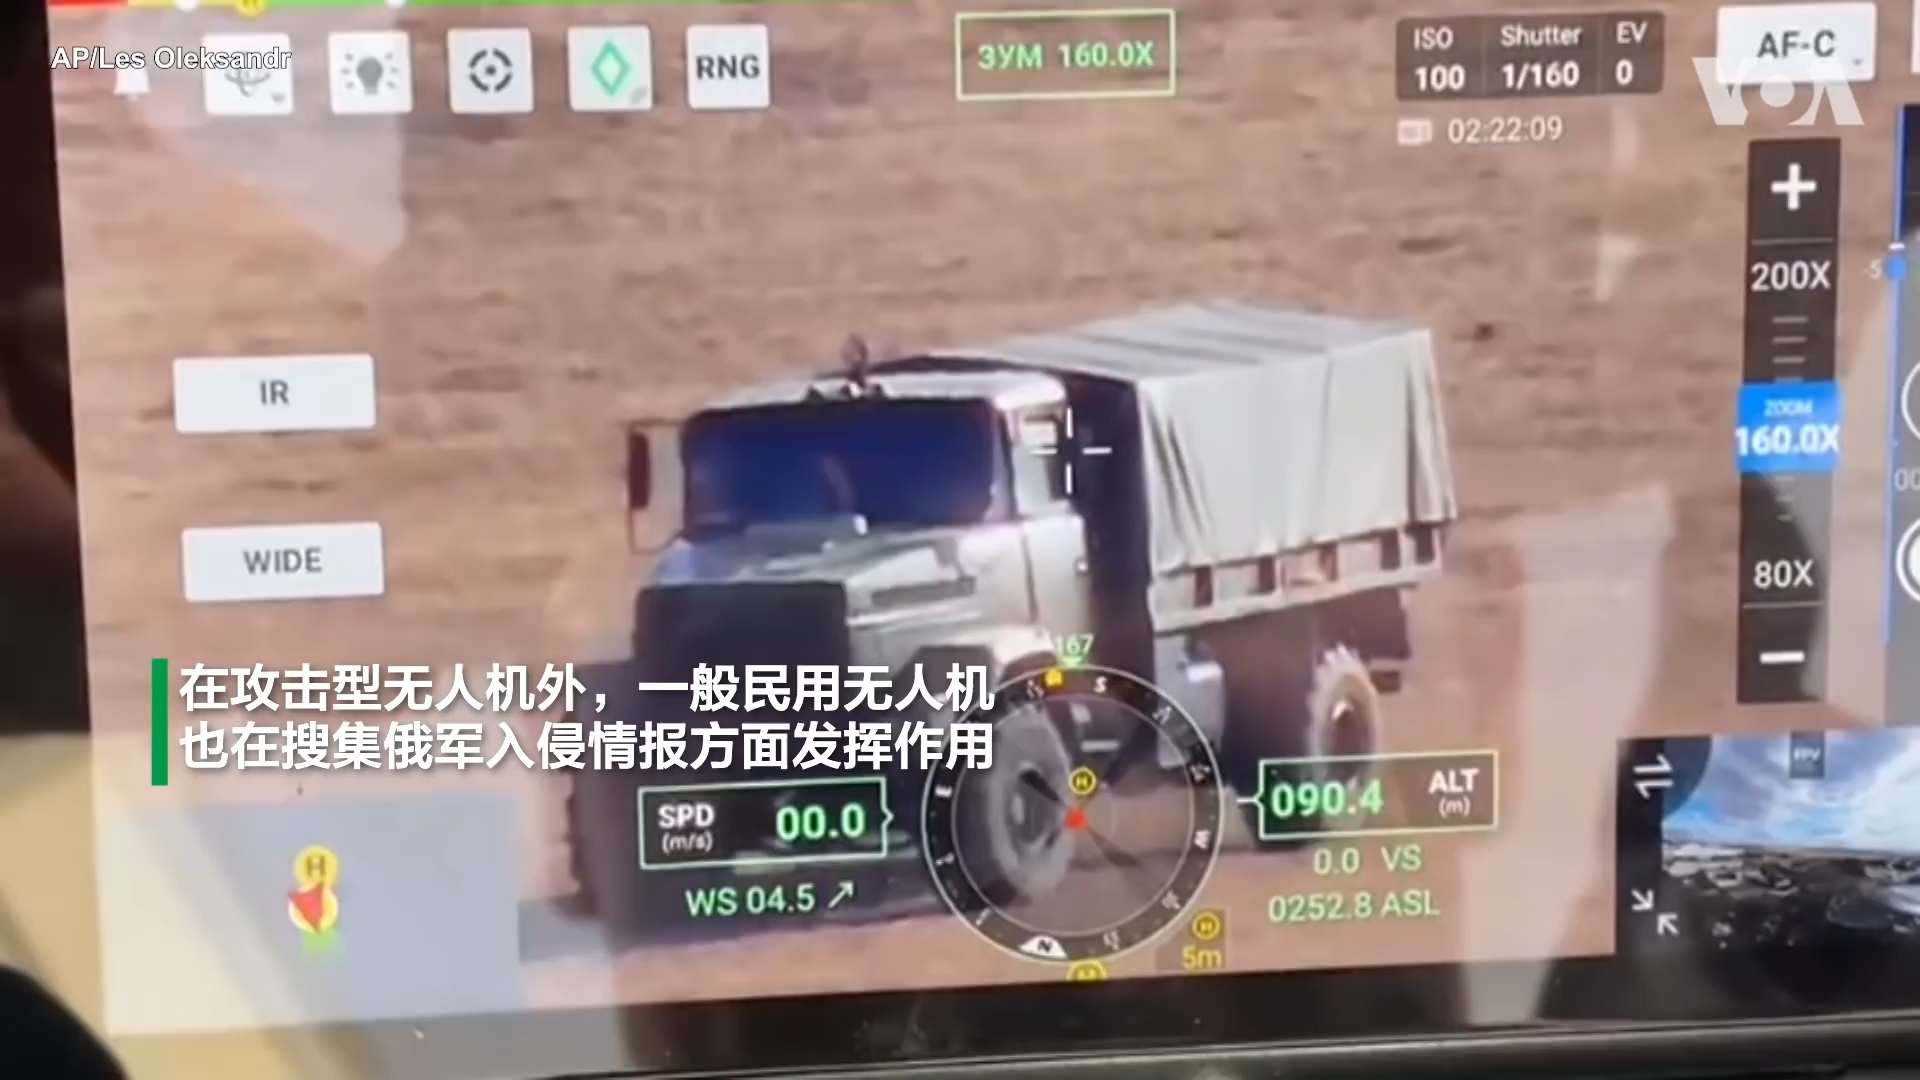 AP/Les Oleksandr
RNG
ЗУМ 160.0X
ISO
100
Shutter
1/160
EV
0
AF-C
VOA
02:22:09
200X
ZOOM
160.0X
80X
IR
WIDE
167
在攻击型无人机外，一般民用无人机
也在搜集俄军入侵情报方面发挥作用
SPD
(m/s)
00.0
WS 04.5
S
E
W
N
H
090.4
ALT
(m)
0.0 VS
0252.8 ASL
H
5m
H
H
FPV